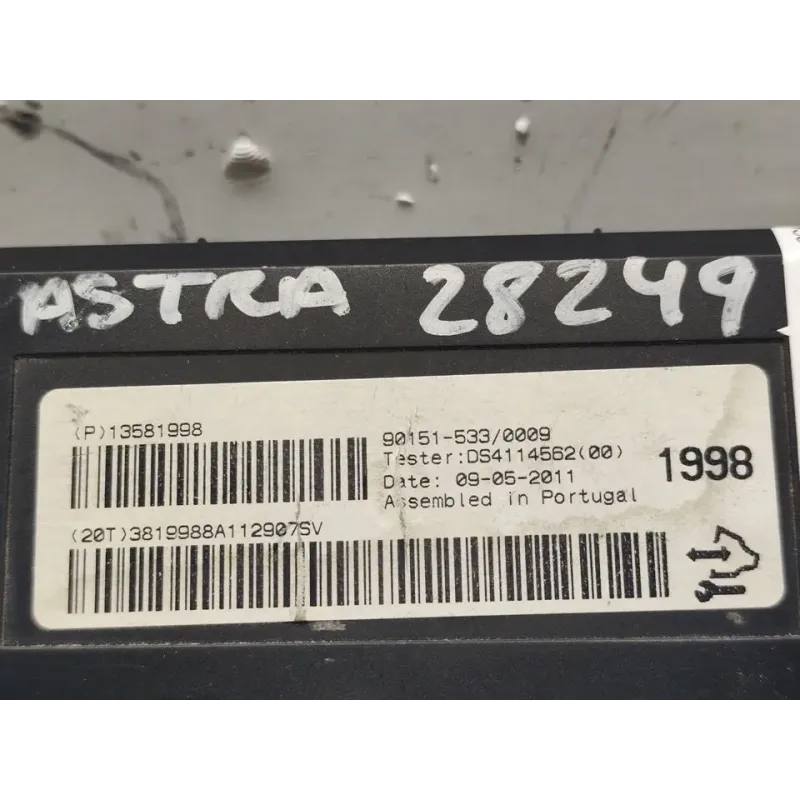 ASTRA 28249
(P)13581998
90151-533/0009
Tester:DS4114562(00)
Date: 09-05-2011
Assembled in Portugal
1998
(20T)3819988A112907SV